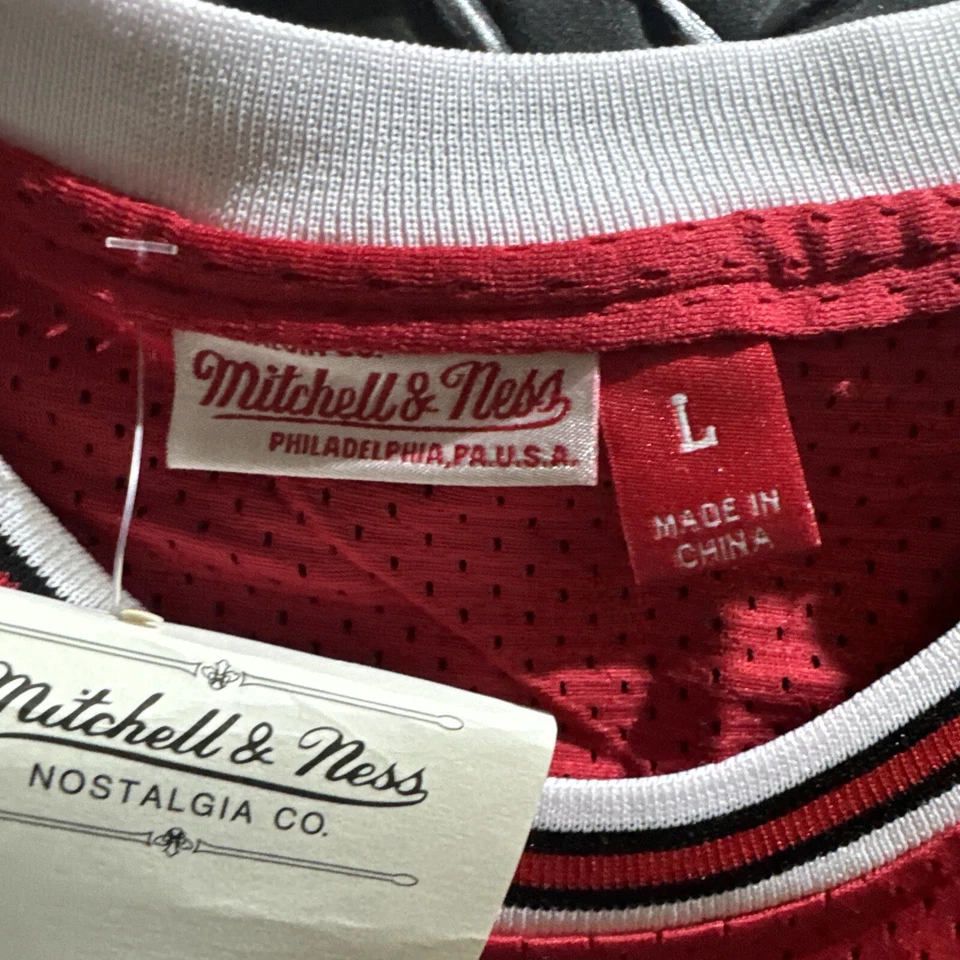 Mitchell & Ness
PHILADELPHIA, PA. U.S.A.
L
MADE IN
CHINA
Mitchell & Ness
NOSTALGIA CO.